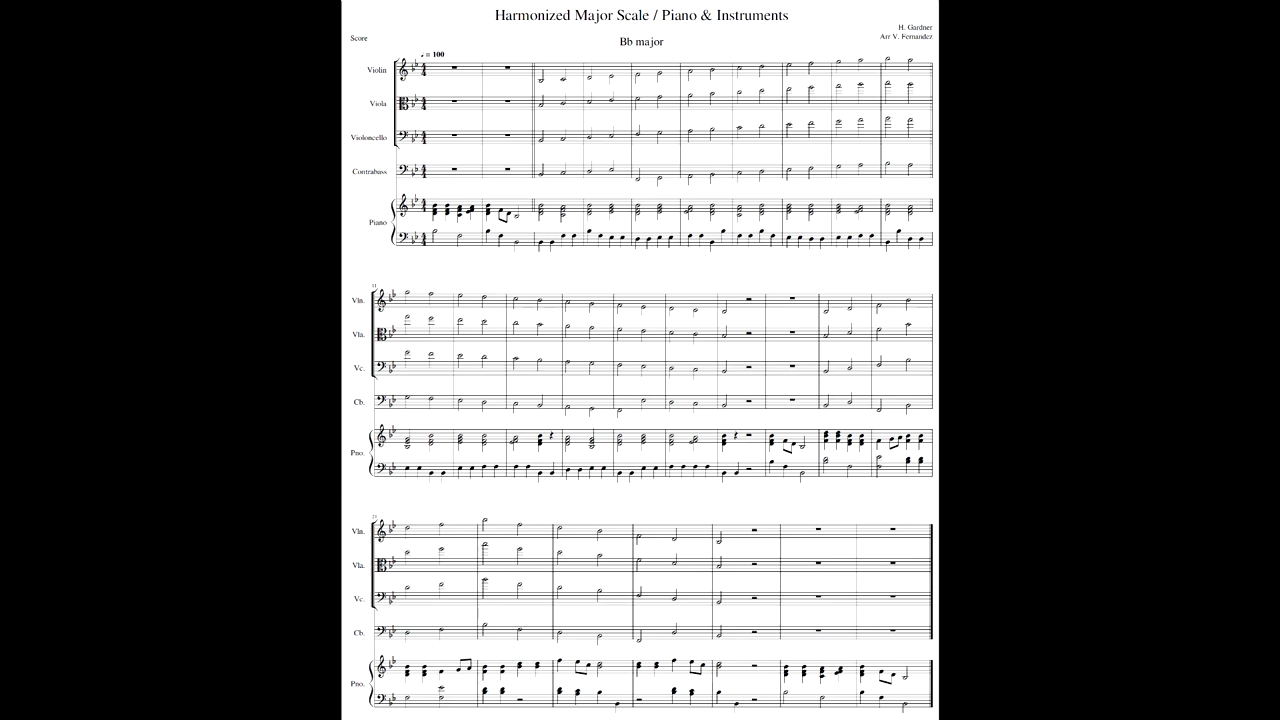 Harmonized Major Scale / Piano & Instruments
H. Gardner
Score
Arr V. Fernandez
Bb major
= 100
Violin
Viola
Violoncello
Contrabass
Piano
11
Vln.
Vla.
Vc.
Cb.
Pno.
21
Vln.
Vla.
Vc.
Cb.
Pno.